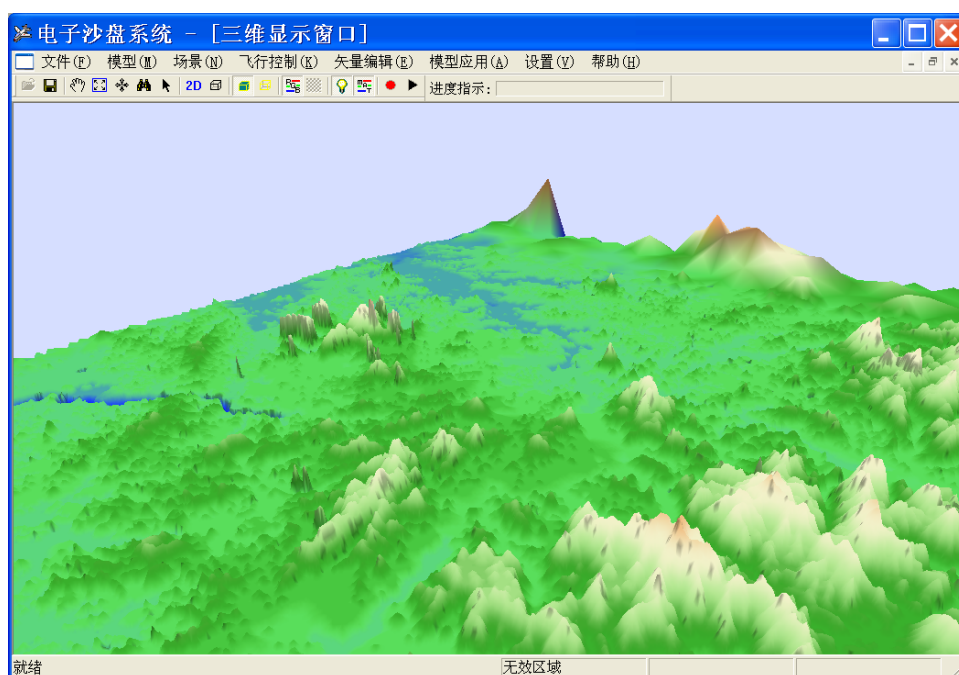 电子沙盘系统 - [三维显示窗口]
文件(F) 模型(M) 场景(N) 飞行控制(K) 矢量编辑(E) 模型应用(A) 设置(V) 帮助(H)
2D 进度指示:
就绪 无效区域